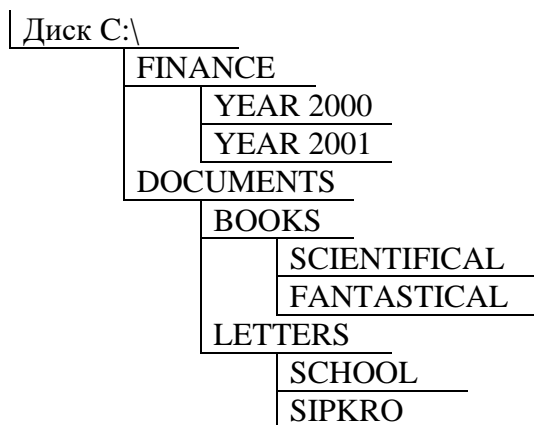 Диск C:\
FINANCE
YEAR 2000
YEAR 2001
DOCUMENTS
BOOKS
SCIENTIFICAL
FANTASTICAL
LETTERS
SCHOOL
SIPKRO